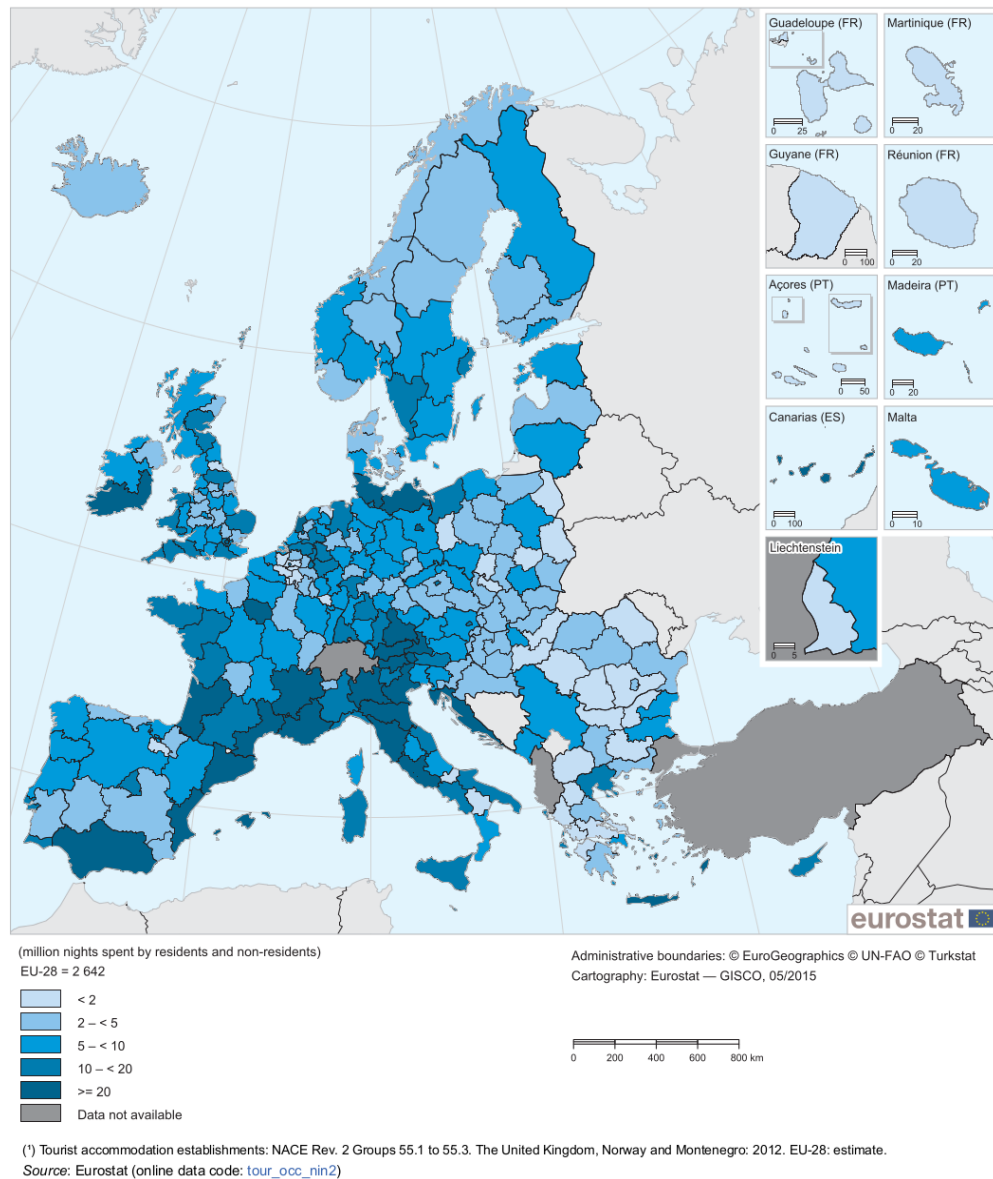 Guadeloupe (FR)
0 25
Martinique (FR)
0 20
Guyane (FR)
0 100
Réunion (FR)
0 20
Açores (PT)
0 50
Madeira (PT)
0 20
Canarias (ES)
0 100
Malta
0 10
Liechtenstein
0 5
eurostat
(million nights spent by residents and non-residents)
EU-28 = 2 642
< 2
2 – < 5
5 – < 10
10 – < 20
>= 20
Data not available
Administrative boundaries: © EuroGeographics © UN-FAO © Turkstat
Cartography: Eurostat — GISCO, 05/2015
0 200 400 600 800 km
(¹) Tourist accommodation establishments: NACE Rev. 2 Groups 55.1 to 55.3. The United Kingdom, Norway and Montenegro: 2012. EU-28: estimate.
Source: Eurostat (online data code: tour_occ_nin2)